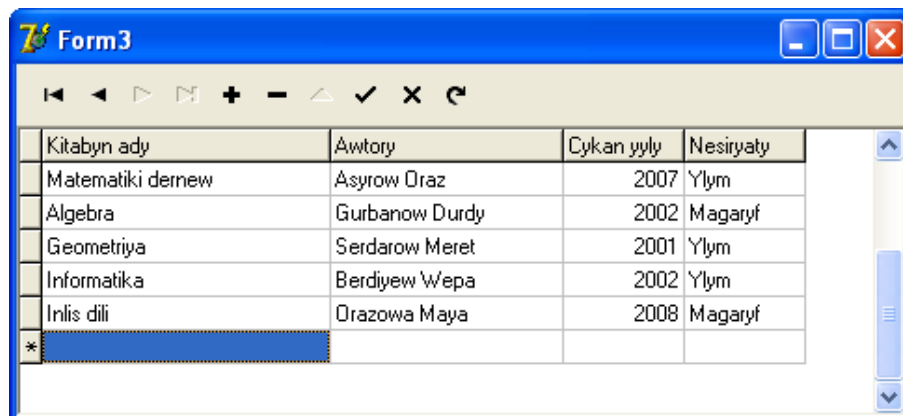 Form3
Kitabyn ady Awtory Cykan yyly Nesiryaty
Matematiki dernew Asyrow Oraz 2007 Ylym
Algebra Gurbanow Durdy 2002 Magaryf
Geometriya Serdarow Meret 2001 Ylym
Informatika Berdiyew Wepa 2002 Ylym
Inlis dili Orazowa Maya 2008 Magaryf
*